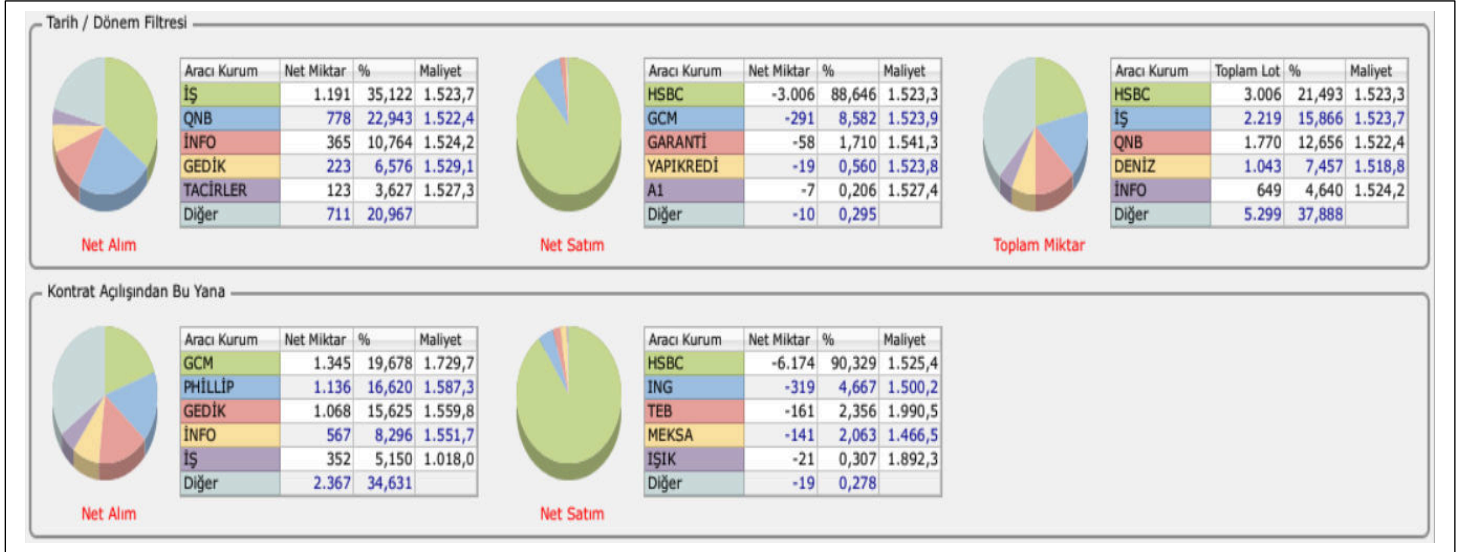 Tarih / Dönem Filtresi
Aracı Kurum Net Miktar % Maliyet
İŞ 1.191 35,122 1.523,7
QNB 778 22,943 1.522,4
İNFO 365 10,764 1.524,2
GEDİK 223 6,576 1.529,1
TACİRLER 123 3,627 1.527,3
Diğer 711 20,967
Net Alım
Aracı Kurum Net Miktar % Maliyet
HSBC -3.006 88,646 1.523,3
GCM -291 8,582 1.523,9
GARANTİ -58 1,710 1.541,3
YAPIKREDİ -19 0,560 1.523,8
A1 -7 0,206 1.527,4
Diğer -10 0,295
Net Satım
Aracı Kurum Toplam Lot % Maliyet
HSBC 3.006 21,493 1.523,3
İŞ 2.219 15,866 1.523,7
QNB 1.770 12,656 1.522,4
DENİZ 1.043 7,457 1.518,8
İNFO 649 4,640 1.524,2
Diğer 5.299 37,888
Toplam Miktar
Kontrat Açılışından Bu Yana
Aracı Kurum Net Miktar % Maliyet
GCM 1.345 19,678 1.729,7
PHİLLİP 1.136 16,620 1.587,3
GEDİK 1.068 15,625 1.559,8
İNFO 567 8,296 1.551,7
İŞ 352 5,150 1.018,0
Diğer 2.367 34,631
Net Alım
Aracı Kurum Net Miktar % Maliyet
HSBC -6.174 90,329 1.525,4
ING -319 4,667 1.500,2
TEB -161 2,356 1.990,5
MEKSA -141 2,063 1.466,5
IŞIK -21 0,307 1.892,3
Diğer -19 0,278
Net Satım